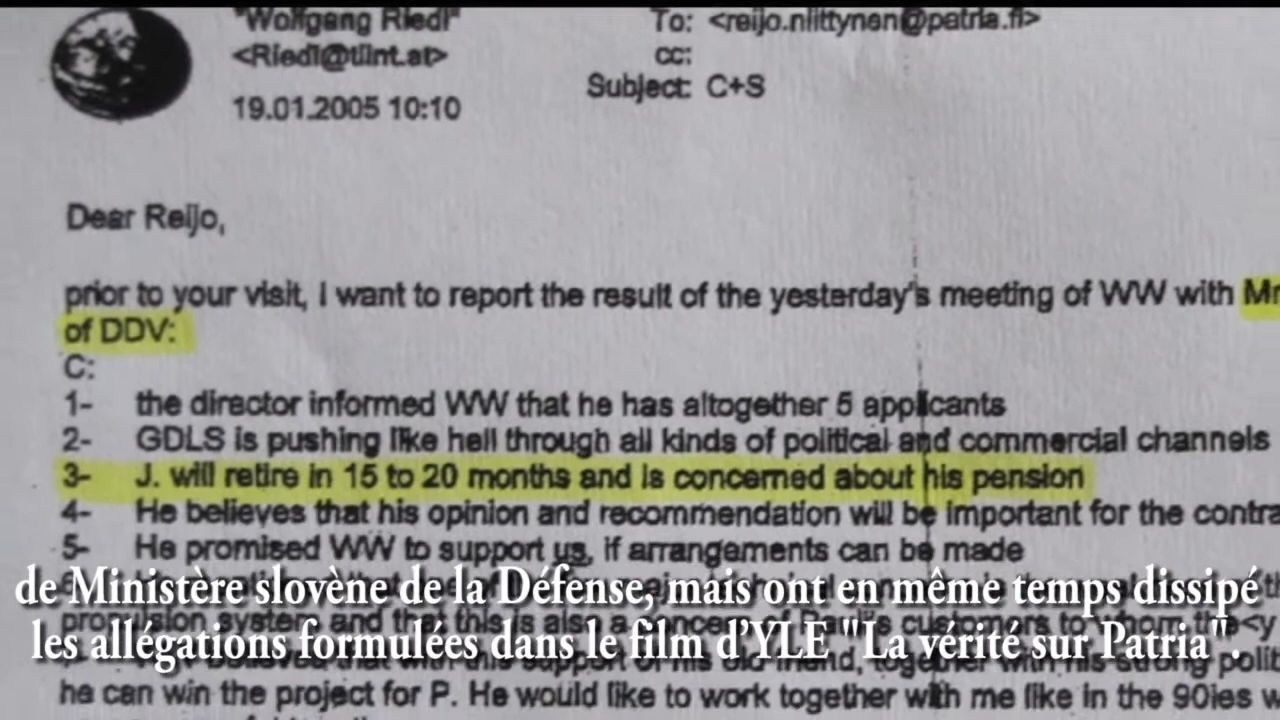 "Wolfgang Riedl"
<Riedl@tlint.at>
19.01.2005 10:10
To: <reijo.niittynen@patria.fi>
cc:
Subject: C+S
Dear Reijo,
prior to your visit, I want to report the result of the yesterday's meeting of WW with Mr
of DDV:
C:
1- the director informed WW that he has altogether 5 applicants
2- GDLS is pushing like hell through all kinds of political and commercial channels
3- J. will retire in 15 to 20 months and is concerned about his pension
4- He believes that his opinion and recommendation will be important for the contra
5- He promised WW to support us, if arrangements can be made
de Ministère slovène de la Défense, mais ont en même temps dissipé
les allégations formulées dans le film d'YLE "La vérité sur Patria".
he can win the project for P. He would like to work together with me like in the 90ies w